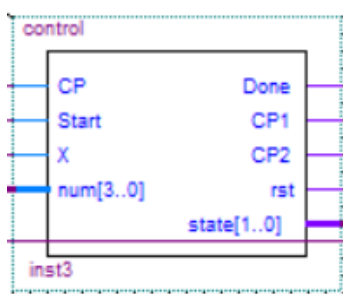 control
CP Done
Start CP1
X CP2
num[3..0] rst
state[1..0]
inst3